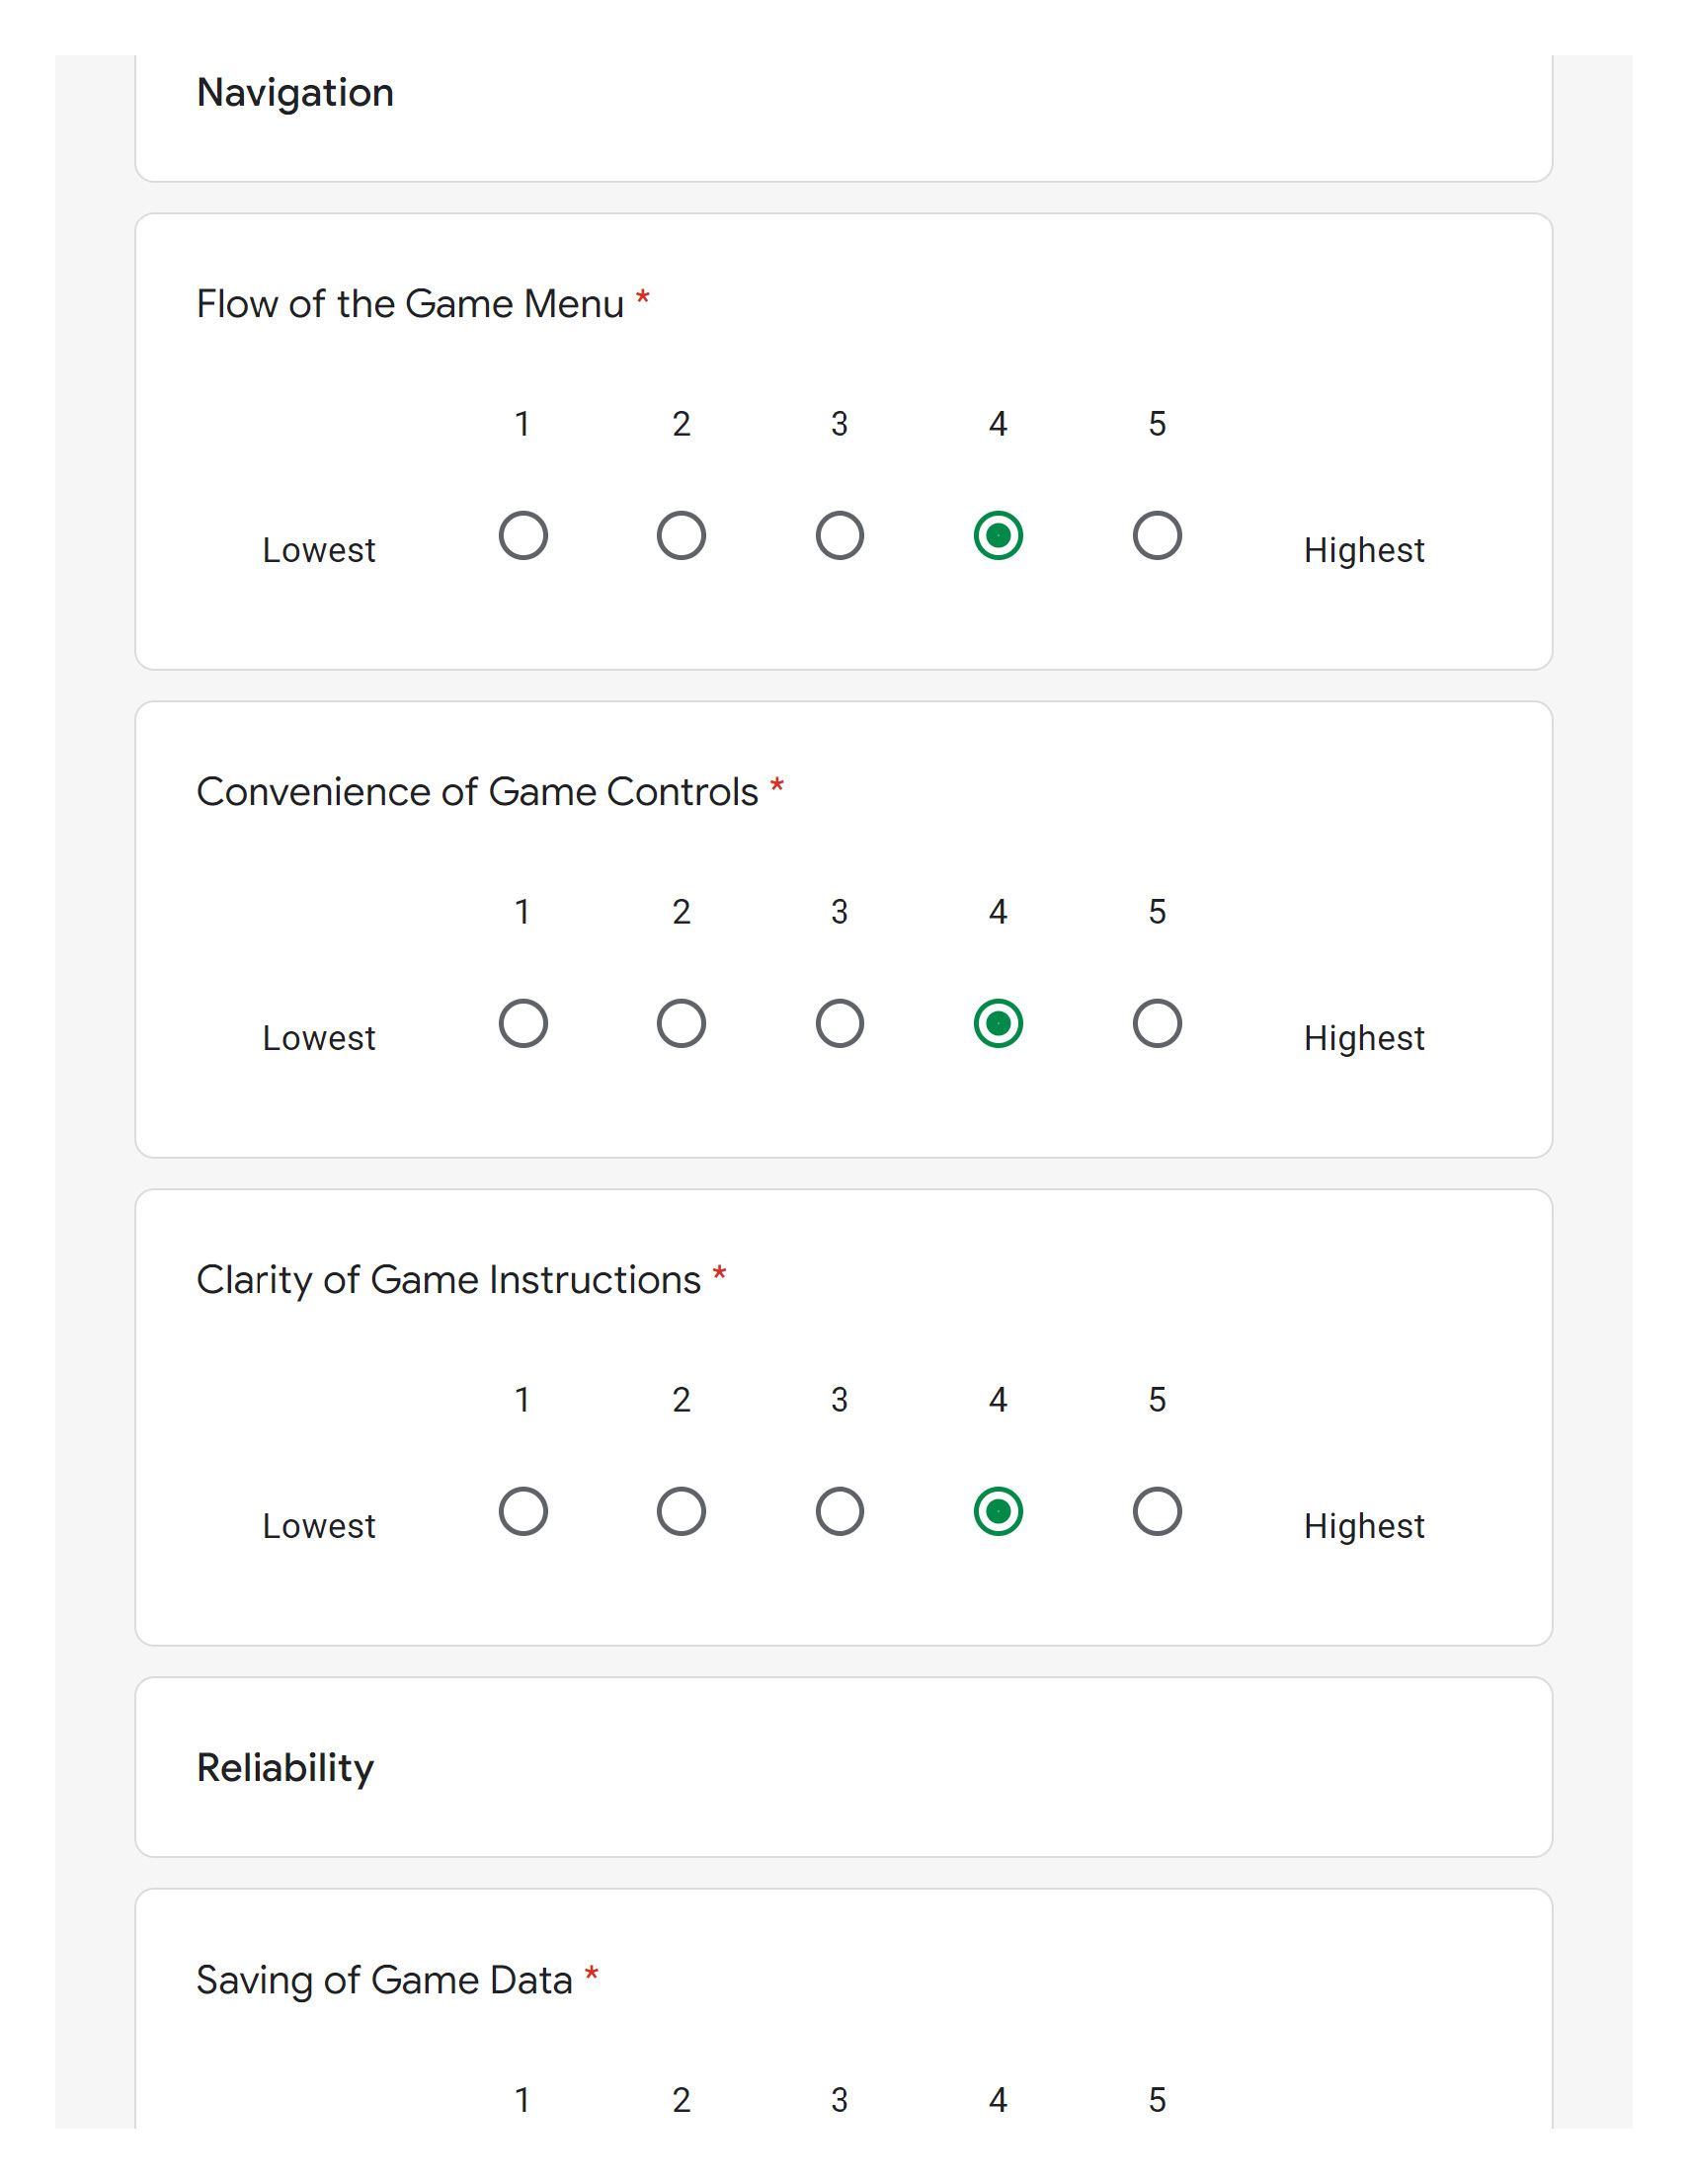 Navigation
Flow of the Game Menu *
1 2 3 4 5
Lowest Highest
Convenience of Game Controls *
1 2 3 4 5
Lowest Highest
Clarity of Game Instructions *
1 2 3 4 5
Lowest Highest
Reliability
Saving of Game Data *
1 2 3 4 5